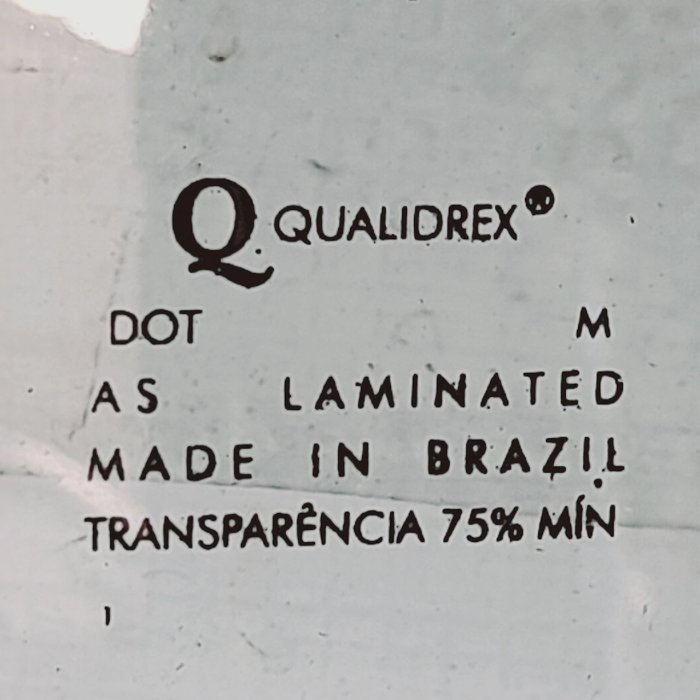 Q QUALIDREX®
DOT M
AS LAMINATED
MADE IN BRAZIL
TRANSPARÊNCIA 75% MÍN